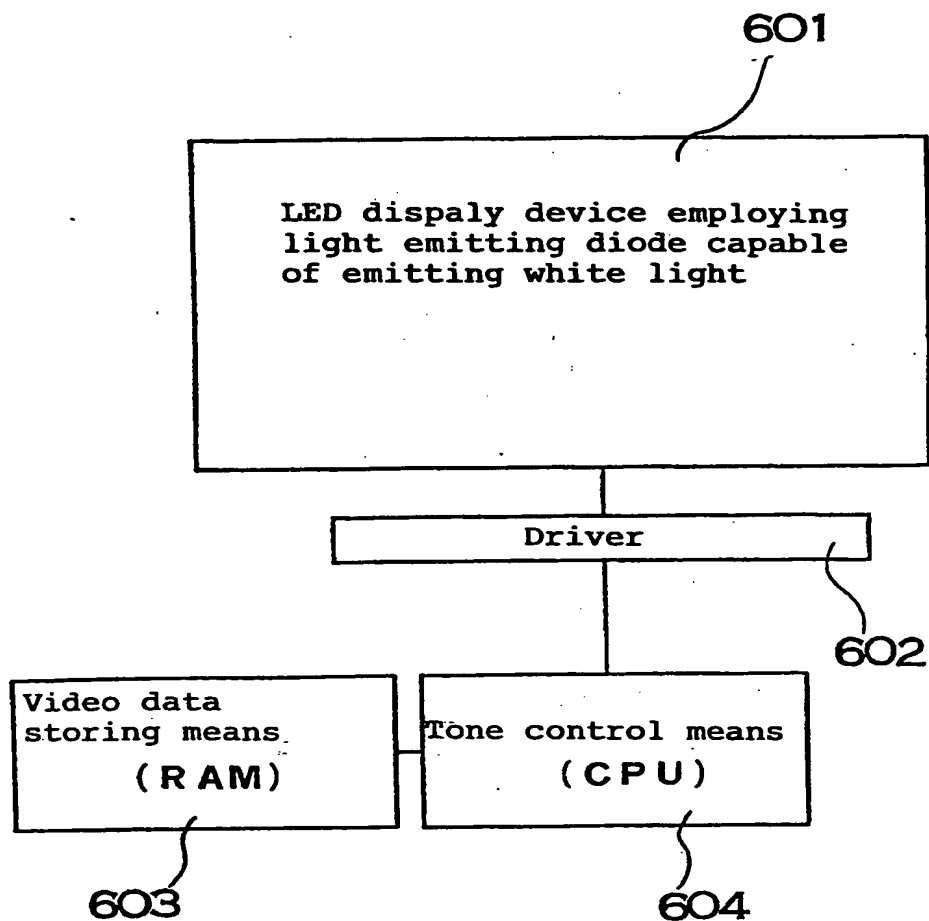 601
LED dispaly device employing
light emitting diode capable
of emitting white light
Driver
602
Video data
storing means
(RAM)
Tone control means
(CPU)
603
604